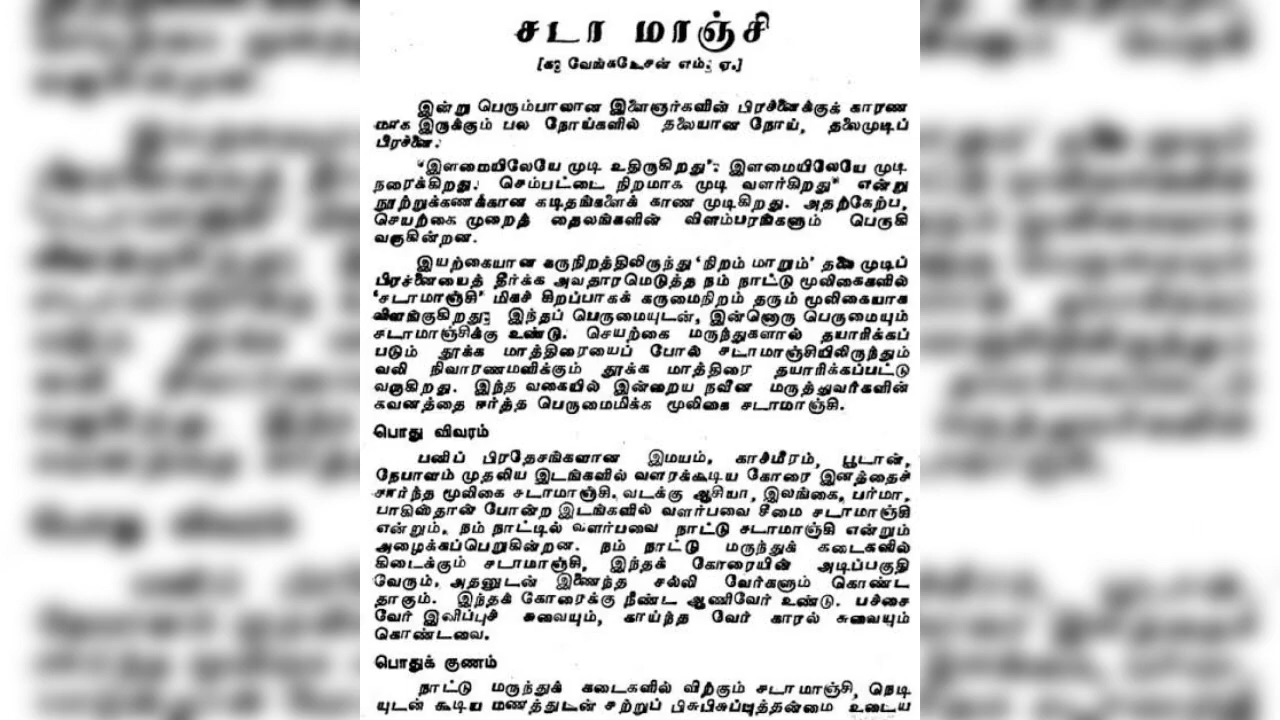 சடா மாஞ்சி
[கு வேங்கடேசன் எம்; ஏ.]
இன்று பெரும்பாலான இளைஞர்களின் பிரச்னைக்குக் காரண
மாக இருக்கும் பல நோய்களில் தலையான நோய், தலைமுடிப்
பிரச்னை.
"இளமையிலேயே முடி உதிருகிறது": இளமையிலேயே முடி
நரைக்கிறது. செம்பட்டை நிறமாக முடி வளர்கிறது" என்று
நூற்றுக்கணக்கான கடிதங்களைக் காண முடிகிறது. அதற்கேற்ப,
செயற்கை முறைத் தைலங்களின் விளம்பரங்களும் பெருகி
வருகின்றன.
இயற்கையான கருநிறத்திலிருந்து 'நிறம் மாறும்' தலை முடிப்
பிரச்னையைத் தீர்க்க அவதாரமெடுத்த நம் நாட்டு மூலிகைகளில்
'சடாமாஞ்சி' மிகச் சிறப்பாகக் கருமைநிறம் தரும் மூலிகையாக
விளங்குகிறது; இந்தப் பெருமையுடன், இன்னொரு பெருமையும்
சடாமாஞ்சிக்கு உண்டு. செயற்கை மருந்துகளால் தயாரிக்கப்
படும் தூக்க மாத்திரையைப் போல் சடாமாஞ்சியிலிருந்தும்
வலி நிவாரணமளிக்கும் தூக்க மாத்திரை தயாரிக்கப்பட்டு
வருகிறது. இந்த வகையில் இன்றைய நவீன மருத்துவர்களின்
கவனத்தை ஈர்த்த பெருமைமிக்க மூலிகை சடாமாஞ்சி.
பொது விவரம்
பனிப் பிரதேசங்களான இமயம், காச்மீரம், பூடான்,
நேபாளம் முதலிய இடங்களில் வளரக்கூடிய கோரை இனத்தைச்
சார்ந்த மூலிகை சடாமாஞ்சி. வடக்கு ஆசியா, இலங்கை, பர்மா,
பாகிஸ்தான் போன்ற இடங்களில் வளர்பவை சீமை சடாமாஞ்சி
என்றும், நம் நாட்டில் வளர்பவை நாட்டு சடாமாஞ்சி என்றும்
அழைக்கப்பெறுகின்றன. நம் நாட்டு மருந்துக் கடைகளில்
கிடைக்கும் சடாமாஞ்சி, இந்தக் கோரையின் அடிப்பகுதி
வேரும், அதனுடன் இணைந்த சல்லி வேர்களும் கொண்ட
தாகும். இந்தக் கோரைக்கு நீண்ட ஆணிவேர் உண்டு. பச்சை
வேர் இனிப்புச் சுவையும், காய்ந்த வேர் காரல் சுவையும்
கொண்டவை.
பொதுக் குணம்
நாட்டு மருந்துக் கடைகளில் விற்கும் சடாமாஞ்சி, நெடி
யுடன் கூடிய மணத்துடன் சற்றுப் பிசுபிசுப்புத்தன்மை உடைய